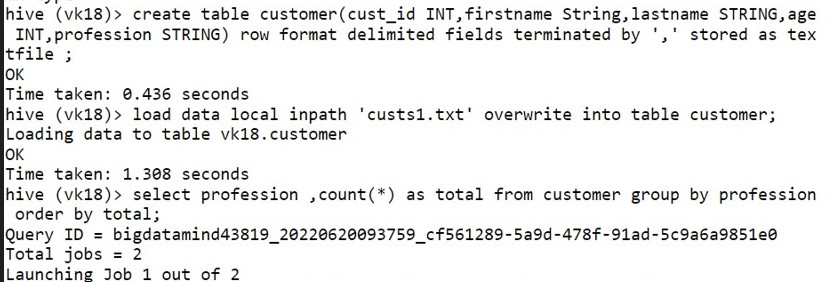 hive (vk18)> create table customer(cust_id INT,firstname String,lastname STRING,age
 INT,profession STRING) row format delimited fields terminated by ',' stored as tex
tfile ;
OK
Time taken: 0.436 seconds
hive (vk18)> load data local inpath 'custs1.txt' overwrite into table customer;
Loading data to table vk18.customer
OK
Time taken: 1.308 seconds
hive (vk18)> select profession ,count(*) as total from customer group by profession
 order by total;
Query ID = bigdatamind43819_20220620093759_cf561289-5a9d-478f-91ad-5c9a6a9851e0
Total jobs = 2
Launching Job 1 out of 2